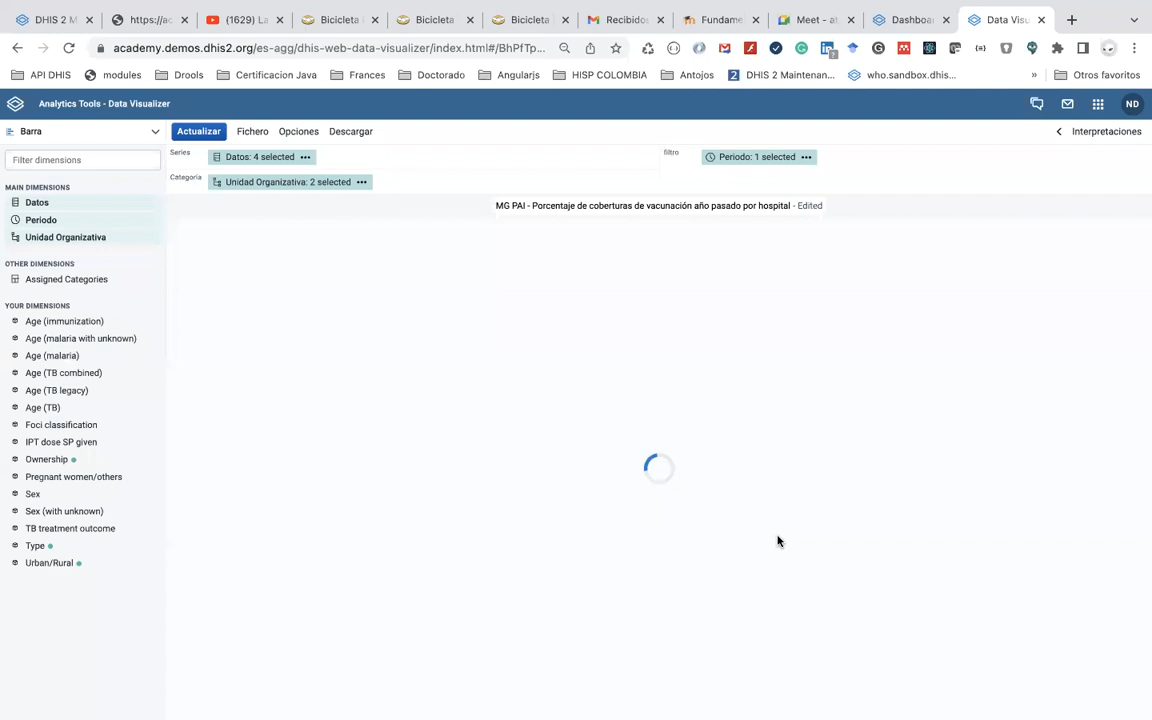 DHIS 2 M
https://ac
(1629) La
Bicicleta
Bicicleta
Bicicleta
Recibidos
Fundame
Meet - at
Dashboa
Data Visu
academy.demos.dhis2.org/es-agg/dhis-web-data-visualizer/index.html#/BhPfTp...
API DHIS
modules
Drools
Certificacion Java
Frances
Doctorado
Angularjs
HISP COLOMBIA
Antojos
DHIS 2 Maintenan...
who.sandbox.dhis...
»
Otros favoritos
Analytics Tools - Data Visualizer
ND
Barra
Actualizar
Fichero
Opciones
Descargar
Interpretaciones
Filter dimensions
Series
Datos: 4 selected
filtro
Periodo: 1 selected
Categoria
Unidad Organizativa: 2 selected
MG PAI - Porcentaje de coberturas de vacunación año pasado por hospital - Edited
MAIN DIMENSIONS
Datos
Periodo
Unidad Organizativa
OTHER DIMENSIONS
Assigned Categories
YOUR DIMENSIONS
Age (immunization)
Age (malaria with unknown)
Age (malaria)
Age (TB combined)
Age (TB legacy)
Age (TB)
Foci classification
IPT dose SP given
Ownership
Pregnant women/others
Sex
Sex (with unknown)
TB treatment outcome
Type
Urban/Rural